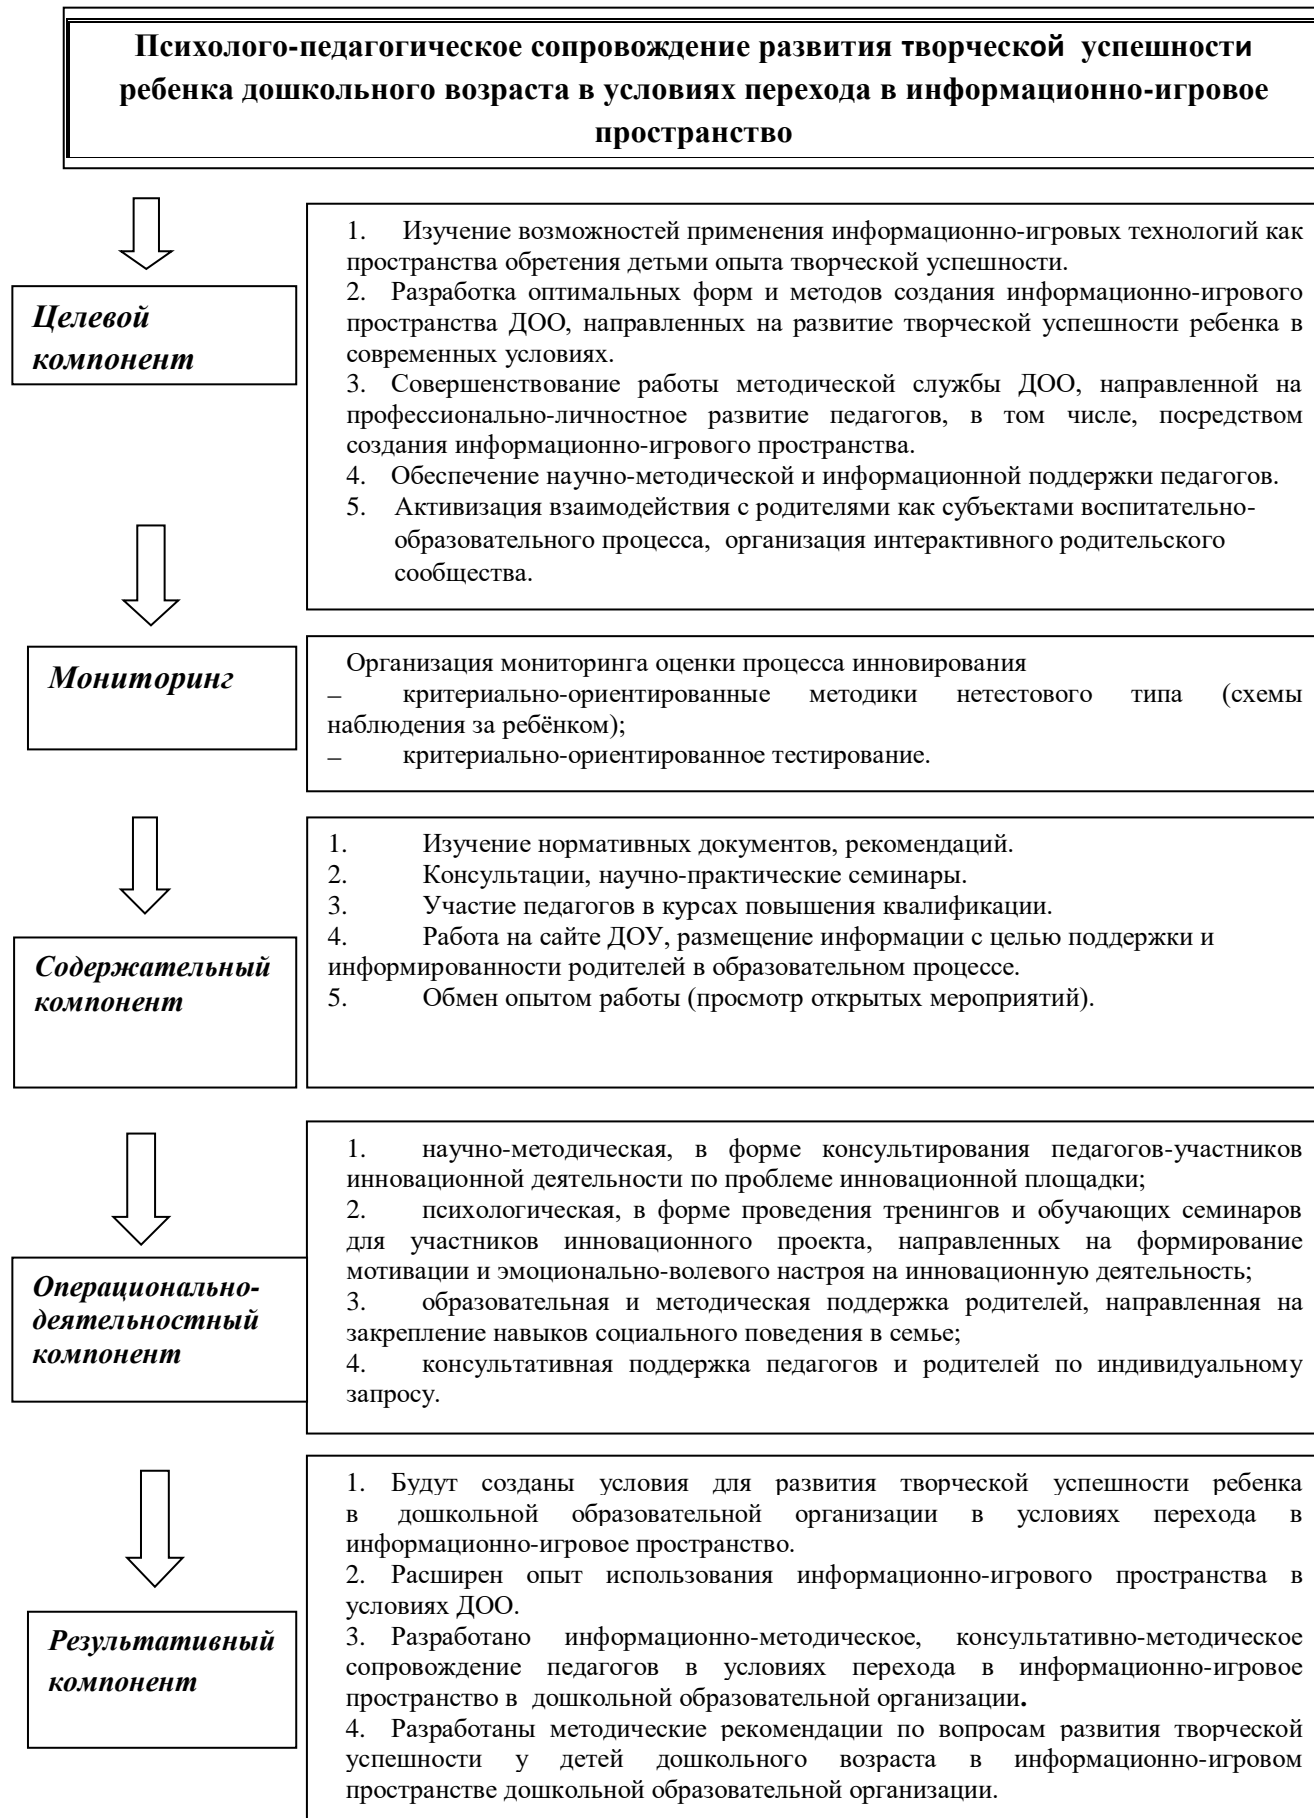 Психолого-педагогическое сопровождение развития творческой успешности
ребенка дошкольного возраста в условиях перехода в информационно-игровое
пространство
Целевой
компонент
1. Изучение возможностей применения информационно-игровых технологий как
пространства обретения детьми опыта творческой успешности.
2. Разработка оптимальных форм и методов создания информационно-игрового
пространства ДОО, направленных на развитие творческой успешности ребенка в
современных условиях.
3. Совершенствование работы методической службы ДОО, направленной на
профессионально-личностное развитие педагогов, в том числе, посредством
создания информационно-игрового пространства.
4. Обеспечение научно-методической и информационной поддержки педагогов.
5. Активизация взаимодействия с родителями как субъектами воспитательно-
образовательного процесса, организация интерактивного родительского
сообщества.
Мониторинг
Организация мониторинга оценки процесса инновирования
– критериально-ориентированные методики нетестового типа (схемы
наблюдения за ребёнком);
– критериально-ориентированное тестирование.
Содержательный
компонент
1. Изучение нормативных документов, рекомендаций.
2. Консультации, научно-практические семинары.
3. Участие педагогов в курсах повышения квалификации.
4. Работа на сайте ДОУ, размещение информации с целью поддержки и
информированности родителей в образовательном процессе.
5. Обмен опытом работы (просмотр открытых мероприятий).
Операционально-
деятельностный
компонент
1. научно-методическая, в форме консультирования педагогов-участников
инновационной деятельности по проблеме инновационной площадки;
2. психологическая, в форме проведения тренингов и обучающих семинаров
для участников инновационного проекта, направленных на формирование
мотивации и эмоционально-волевого настроя на инновационную деятельность;
3. образовательная и методическая поддержка родителей, направленная на
закрепление навыков социального поведения в семье;
4. консультативная поддержка педагогов и родителей по индивидуальному
запросу.
Результативный
компонент
1. Будут созданы условия для развития творческой успешности ребенка
в дошкольной образовательной организации в условиях перехода в
информационно-игровое пространство.
2. Расширен опыт использования информационно-игрового пространства в
условиях ДОО.
3. Разработано информационно-методическое, консультативно-методическое
сопровождение педагогов в условиях перехода в информационно-игровое
пространство в дошкольной образовательной организации.
4. Разработаны методические рекомендации по вопросам развития творческой
успешности у детей дошкольного возраста в информационно-игровом
пространстве дошкольной образовательной организации.